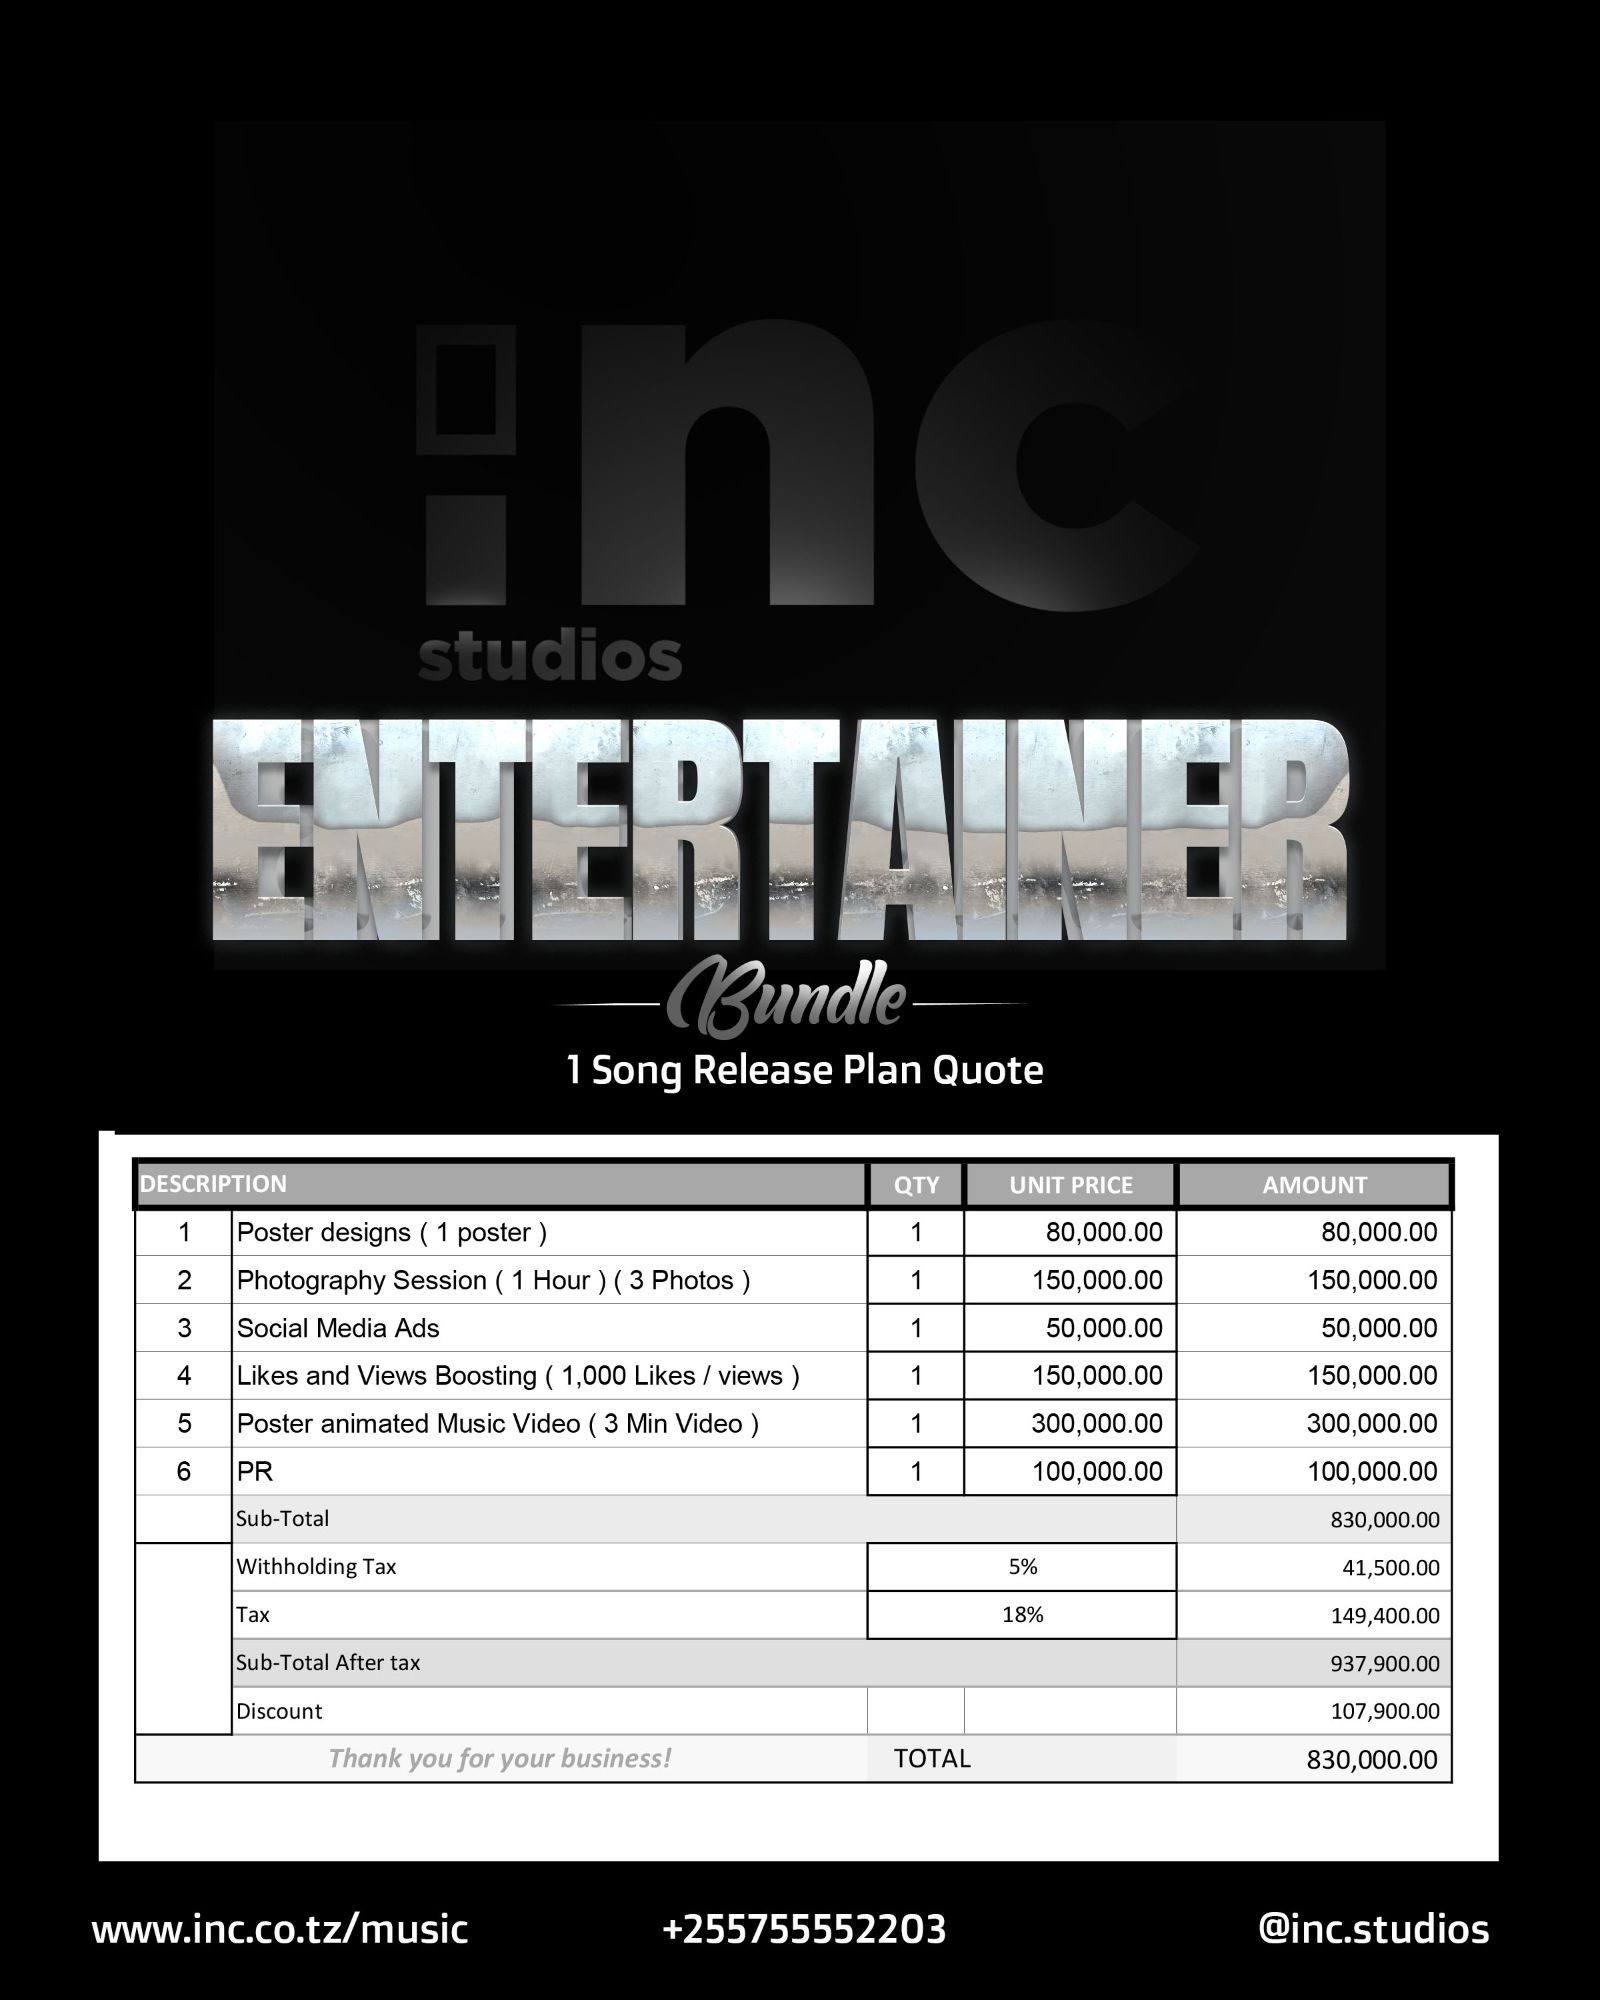 inc
studios
ENTERTAINER
Bundle
1 Song Release Plan Quote
DESCRIPTION QTY UNIT PRICE AMOUNT
1 Poster designs ( 1 poster ) 1 80,000.00 80,000.00
2 Photography Session ( 1 Hour ) ( 3 Photos ) 1 150,000.00 150,000.00
3 Social Media Ads 1 50,000.00 50,000.00
4 Likes and Views Boosting ( 1,000 Likes / views ) 1 150,000.00 150,000.00
5 Poster animated Music Video ( 3 Min Video ) 1 300,000.00 300,000.00
6 PR 1 100,000.00 100,000.00
Sub-Total 830,000.00
Withholding Tax 5% 41,500.00
Tax 18% 149,400.00
Sub-Total After tax 937,900.00
Discount 107,900.00
Thank you for your business! TOTAL 830,000.00
www.inc.co.tz/music +255755552203 @inc.studios